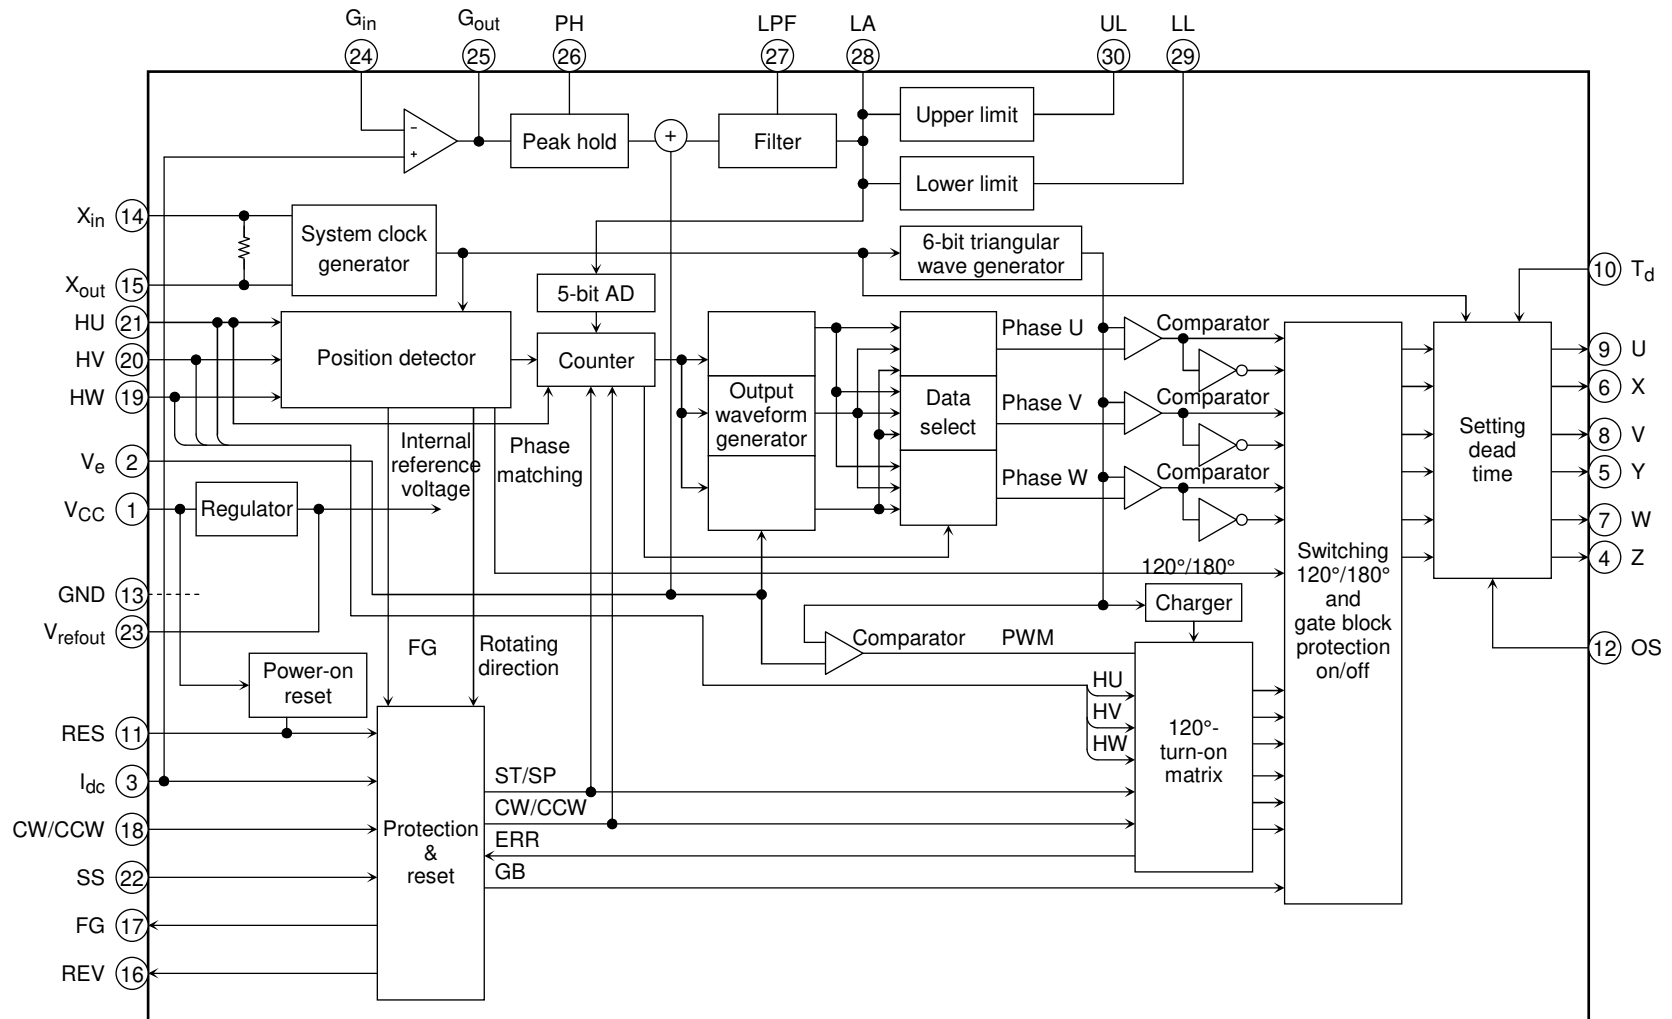 Gin Gout PH LPF LA UL LL
24 25 26 27 28 30 29
Upper limit
− +
Peak hold
+
Filter
Lower limit
Xin 14
System clock
generator
Xout 15
6-bit triangular
wave generator
10 Td
5-bit AD
HU 21
HV 20
HW 19
Position detector
Counter
Output
waveform
generator
Data
select
Phase U
Phase V
Phase W
Comparator
Comparator
Comparator
Setting
dead
time
9 U
6 X
8 V
5 Y
7 W
4 Z
Internal
reference
voltage
Phase
matching
Ve 2
VCC 1
Regulator
Switching
120°/180°
and
gate block
protection
on/off
120°/180°
Charger
GND 13
Vrefout 23
FG
Rotating
direction
Comparator PWM
12 OS
Power-on
reset
HU
HV
HW
120°-
turn-on
matrix
RES 11
Idc 3
CW/CCW 18
SS 22
FG 17
REV 16
Protection
&
reset
ST/SP
CW/CCW
ERR
GB